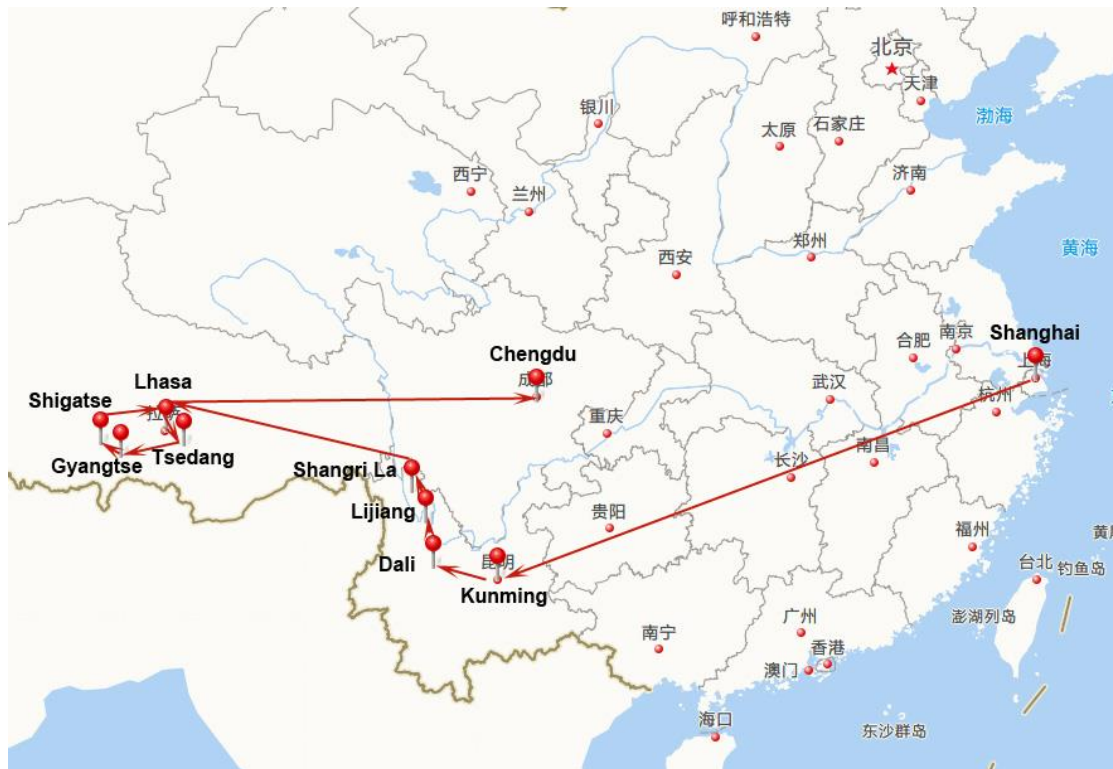 呼和浩特
北京
天津
银川
渤海
太原
石家庄
西宁
济南
兰州
郑州
黄海
西安
南京
Shanghai
合肥
上海
Chengdu
成都
Lhasa
武汉
杭州
Shigatse
拉萨
重庆
南昌
Tsedang
Gyangtse
长沙
Shangri La
Lijiang
贵阳
福州
黄尾
Dali
昆明
台北
钓鱼岛
Kunming
广州
澎湖列岛
南宁
香港
澳门
海口
东沙群岛